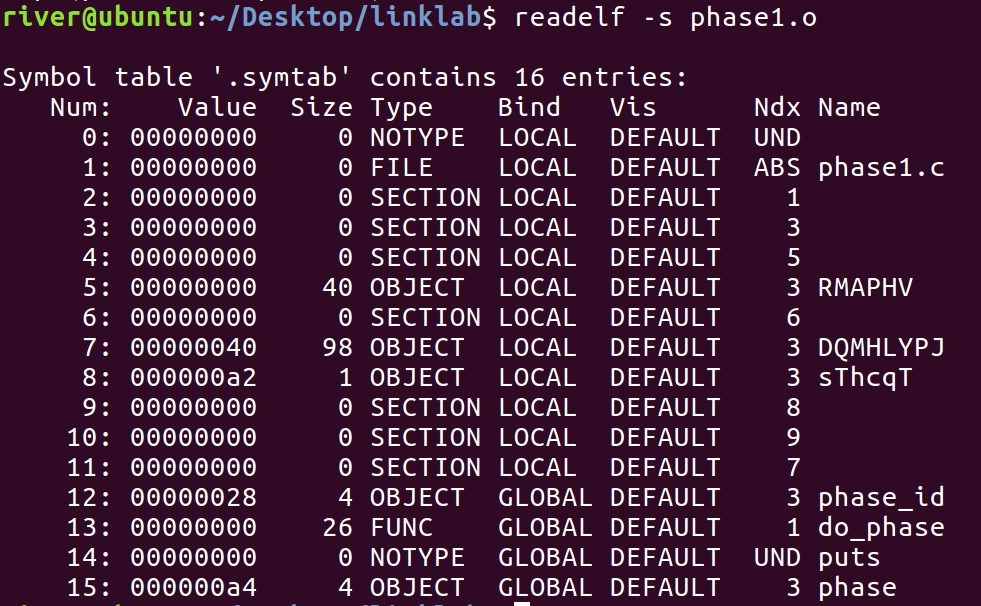 river@ubuntu:~/Desktop/linklab$ readelf -s phase1.o
Symbol table '.symtab' contains 16 entries:
   Num:    Value  Size Type    Bind   Vis      Ndx Name
     0: 00000000     0 NOTYPE  LOCAL  DEFAULT  UND
     1: 00000000     0 FILE    LOCAL  DEFAULT  ABS phase1.c
     2: 00000000     0 SECTION LOCAL  DEFAULT    1
     3: 00000000     0 SECTION LOCAL  DEFAULT    3
     4: 00000000     0 SECTION LOCAL  DEFAULT    5
     5: 00000000    40 OBJECT  LOCAL  DEFAULT    3 RMAPHV
     6: 00000000     0 SECTION LOCAL  DEFAULT    6
     7: 00000040    98 OBJECT  LOCAL  DEFAULT    3 DQMHLYPJ
     8: 000000a2     1 OBJECT  LOCAL  DEFAULT    3 sThcqT
     9: 00000000     0 SECTION LOCAL  DEFAULT    8
    10: 00000000     0 SECTION LOCAL  DEFAULT    9
    11: 00000000     0 SECTION LOCAL  DEFAULT    7
    12: 00000028     4 OBJECT  GLOBAL DEFAULT    3 phase_id
    13: 00000000    26 FUNC    GLOBAL DEFAULT    1 do_phase
    14: 00000000     0 NOTYPE  GLOBAL DEFAULT  UND puts
    15: 000000a4     4 OBJECT  GLOBAL DEFAULT    3 phase